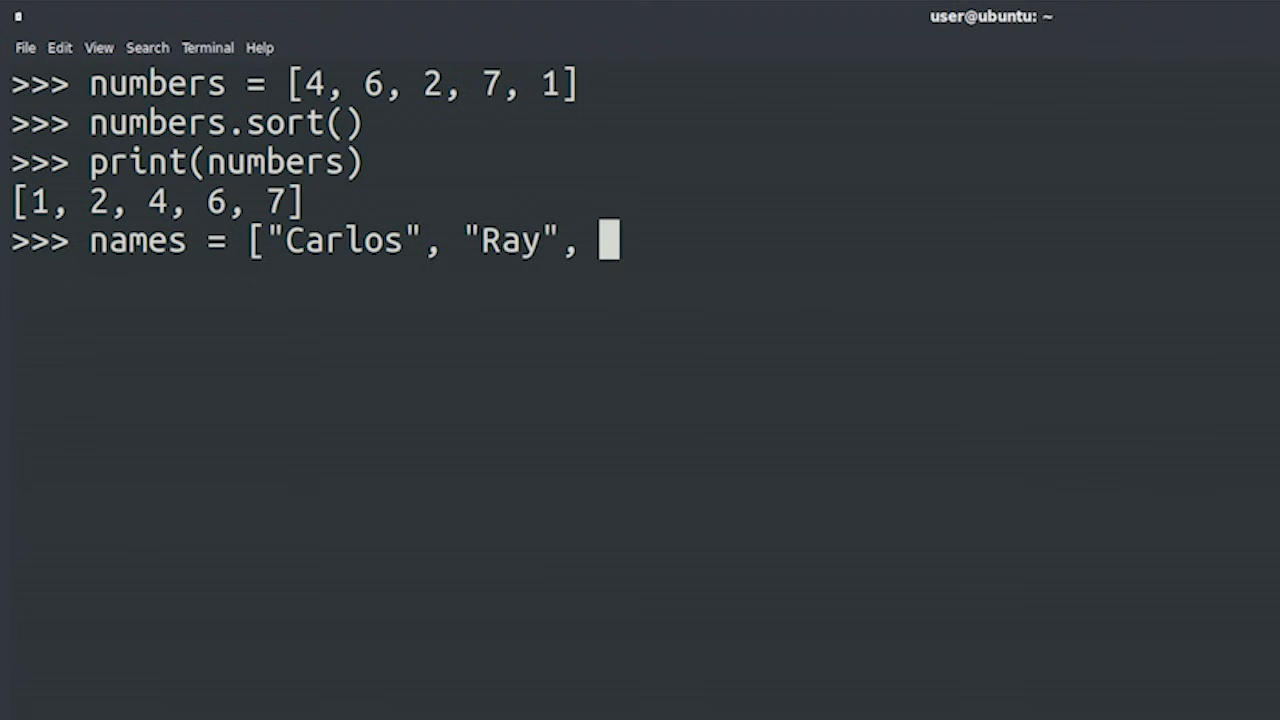 user@ubuntu: ~
File Edit View Search Terminal Help
>>> numbers = [4, 6, 2, 7, 1]
>>> numbers.sort()
>>> print(numbers)
[1, 2, 4, 6, 7]
>>> names = ["Carlos", "Ray",